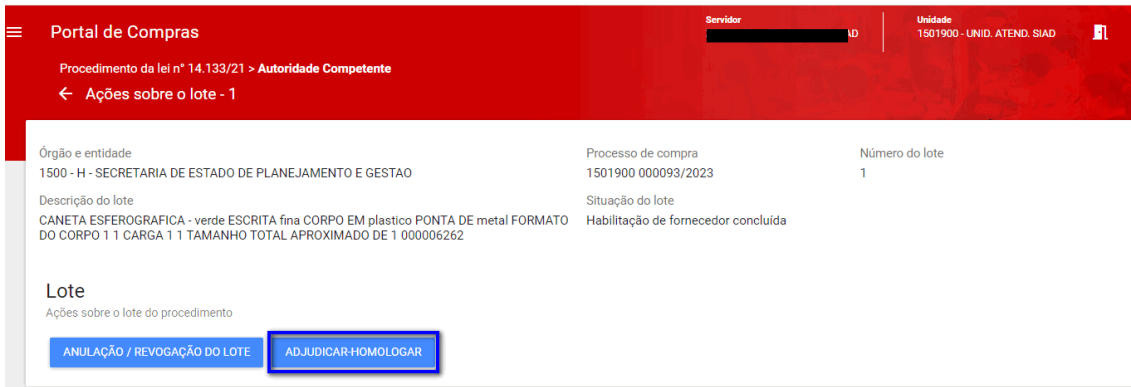 Portal de Compras
Servidor
AD
Unidade
1501900 - UNID. ATEND. SIAD
Procedimento da lei n° 14.133/21 > Autoridade Competente
← Ações sobre o lote - 1
Órgão e entidade
1500 - H - SECRETARIA DE ESTADO DE PLANEJAMENTO E GESTAO
Processo de compra
1501900 000093/2023
Número do lote
1
Descrição do lote
CANETA ESFEROGRAFICA - verde ESCRITA fina CORPO EM plastico PONTA DE metal FORMATO
DO CORPO 1 1 CARGA 1 1 TAMANHO TOTAL APROXIMADO DE 1 000006262
Situação do lote
Habilitação de fornecedor concluída
Lote
Ações sobre o lote do procedimento
ANULAÇÃO / REVOGAÇÃO DO LOTE
ADJUDICAR-HOMOLOGAR